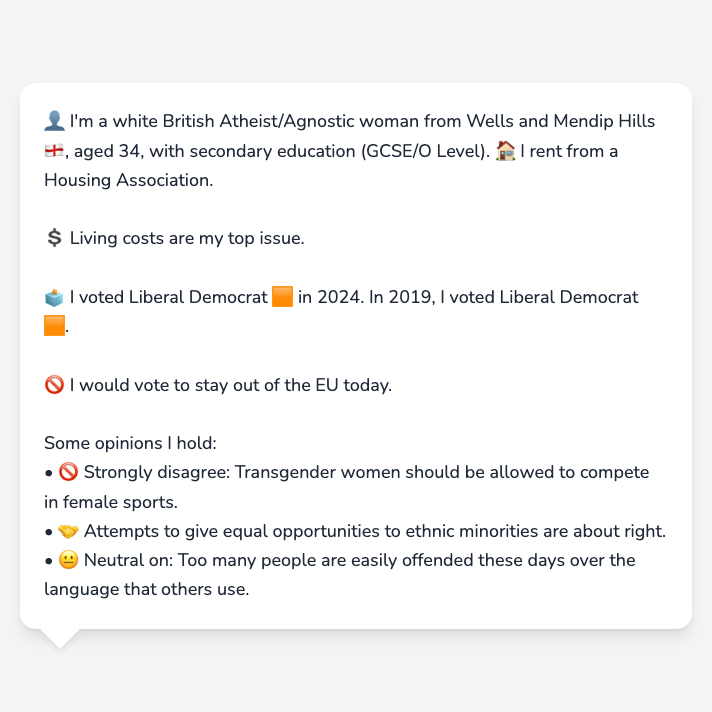 👤 I'm a white British Atheist/Agnostic woman from Wells and Mendip Hills
🏴󠁧󠁢󠁥󠁮󠁧󠁿, aged 34, with secondary education (GCSE/O Level). 🏠 I rent from a
Housing Association.
💲 Living costs are my top issue.
🗳️ I voted Liberal Democrat 🟧 in 2024. In 2019, I voted Liberal Democrat
🟧.
🚫 I would vote to stay out of the EU today.
Some opinions I hold:
• 🚫 Strongly disagree: Transgender women should be allowed to compete
in female sports.
• 🤝 Attempts to give equal opportunities to ethnic minorities are about right.
• 😐 Neutral on: Too many people are easily offended these days over the
language that others use.